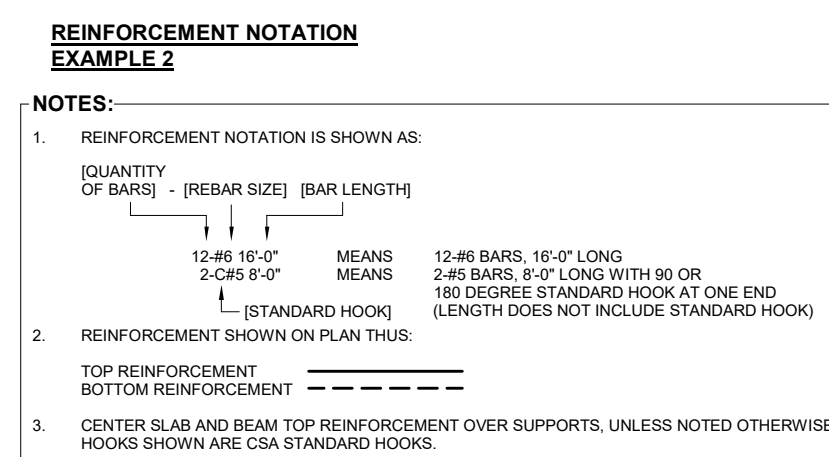 REINFORCEMENT NOTATION
EXAMPLE 2
NOTES:
1. REINFORCEMENT NOTATION IS SHOWN AS:
[QUANTITY
OF BARS] - [REBAR SIZE] [BAR LENGTH]
12-#6 16'-0" MEANS 12-#6 BARS, 16'-0" LONG
2-C#5 8'-0" MEANS 2-#5 BARS, 8'-0" LONG WITH 90 OR
180 DEGREE STANDARD HOOK AT ONE END
[STANDARD HOOK] (LENGTH DOES NOT INCLUDE STANDARD HOOK)
2. REINFORCEMENT SHOWN ON PLAN THUS:
TOP REINFORCEMENT
BOTTOM REINFORCEMENT
3. CENTER SLAB AND BEAM TOP REINFORCEMENT OVER SUPPORTS, UNLESS NOTED OTHERWISE
HOOKS SHOWN ARE CSA STANDARD HOOKS.